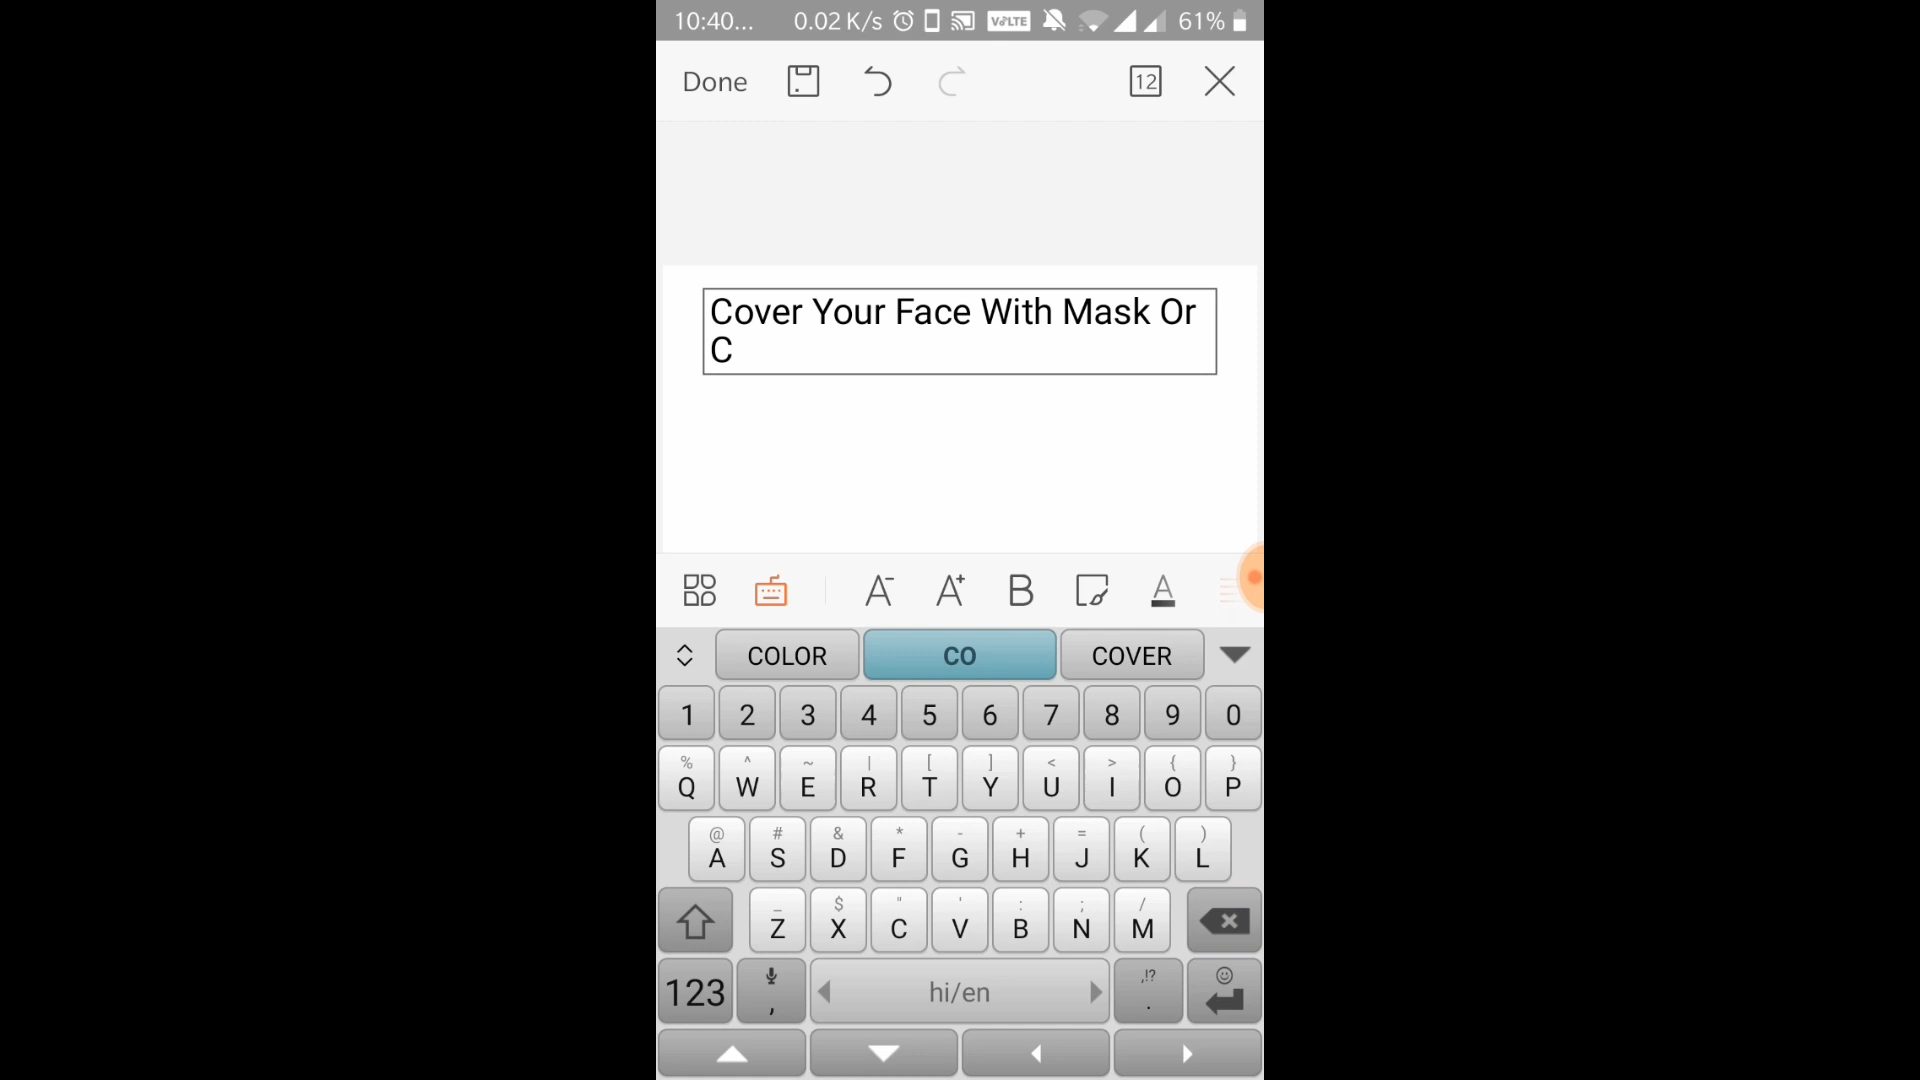 10:40... 0.02 K/s VoLTE 61%
Done 12
Cover Your Face With Mask Or
C
A- A+ B A
COLOR CO COVER
1 2 3 4 5 6 7 8 9 0
% ^ ~ | [ ] < > { }
Q W E R T Y U I O P
@ # & * - + = ( )
A S D F G H J K L
_ $ " ' : ; /
Z X C V B N M
123 , hi/en ,!? .